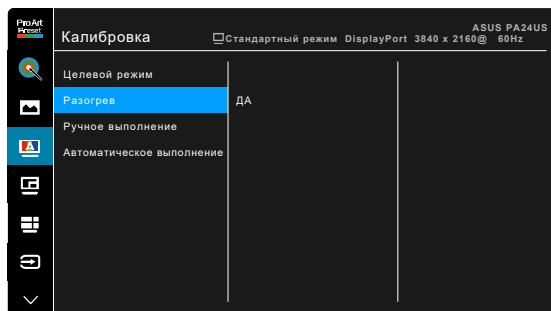 ProArt
Preset
Калибровка
ASUS PA24US
Стандартный режим DisplayPort 3840 x 2160@ 60Hz
A
Целевой режим
Разогрев ДА
Ручное выполнение
Автоматическое выполнение